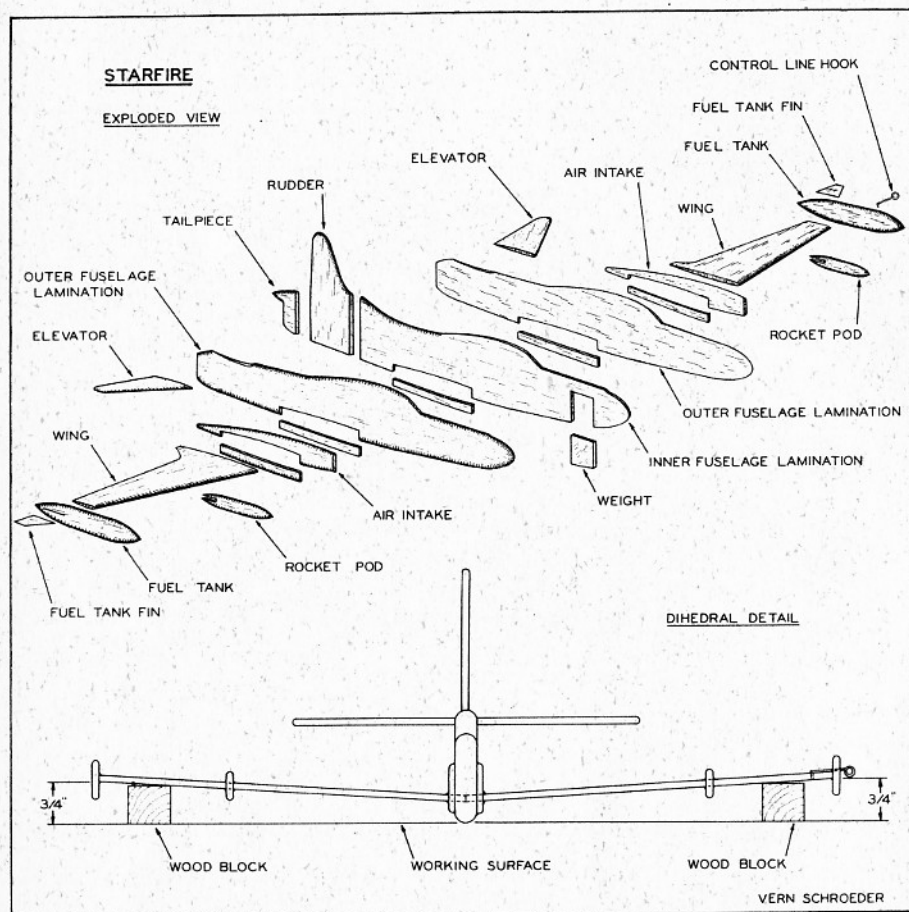 STARFIRE
EXPLODED VIEW
CONTROL LINE HOOK
FUEL TANK FIN
FUEL TANK
ELEVATOR
AIR INTAKE
RUDDER
WING
TAILPIECE
OUTER FUSELAGE
LAMINATION
ROCKET POD
ELEVATOR
OUTER FUSELAGE LAMINATION
WING
INNER FUSELAGE LAMINATION
WEIGHT
AIR INTAKE
ROCKET POD
FUEL TANK
FUEL TANK FIN
DIHEDRAL DETAIL
3/4"
3/4"
WOOD BLOCK
WORKING SURFACE
WOOD BLOCK
VERN SCHROEDER